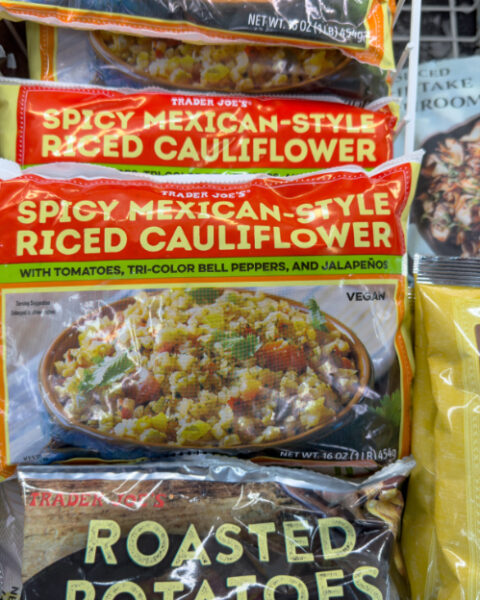 NET WT. 16 OZ (1 LB) 454g
TRADER JOE'S
SPICY MEXICAN-STYLE
RICED CAULIFLOWER
TRADER JOE'S
SPICY MEXICAN-STYLE
RICED CAULIFLOWER
WITH TOMATOES, TRI-COLOR BELL PEPPERS, AND JALAPEÑOS
Serving Suggestion
VEGAN
NET WT. 16 OZ (1 LB) 454g
TRADER JOE'S
ROASTED
POTATOES